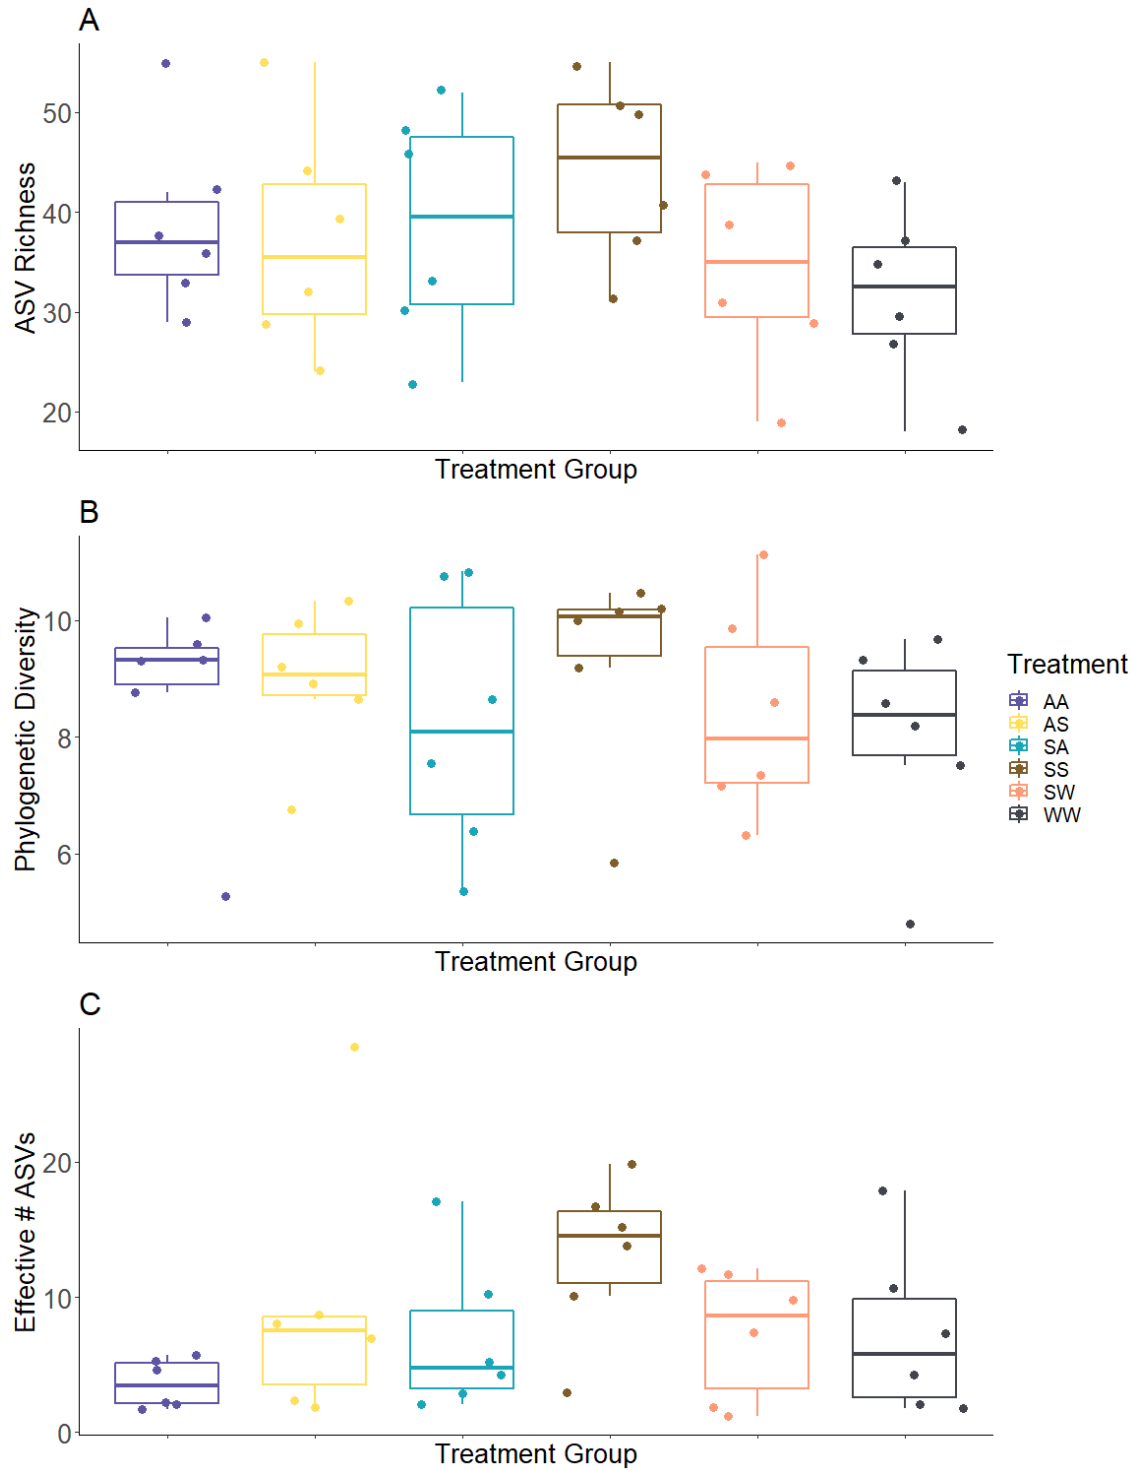 A
ASV Richness
50
40
30
20
Treatment Group
B
Phylogenetic Diversity
10
8
6
Treatment Group
Treatment
AA
AS
SA
SS
SW
WW
C
Effective # ASVs
20
10
0
Treatment Group